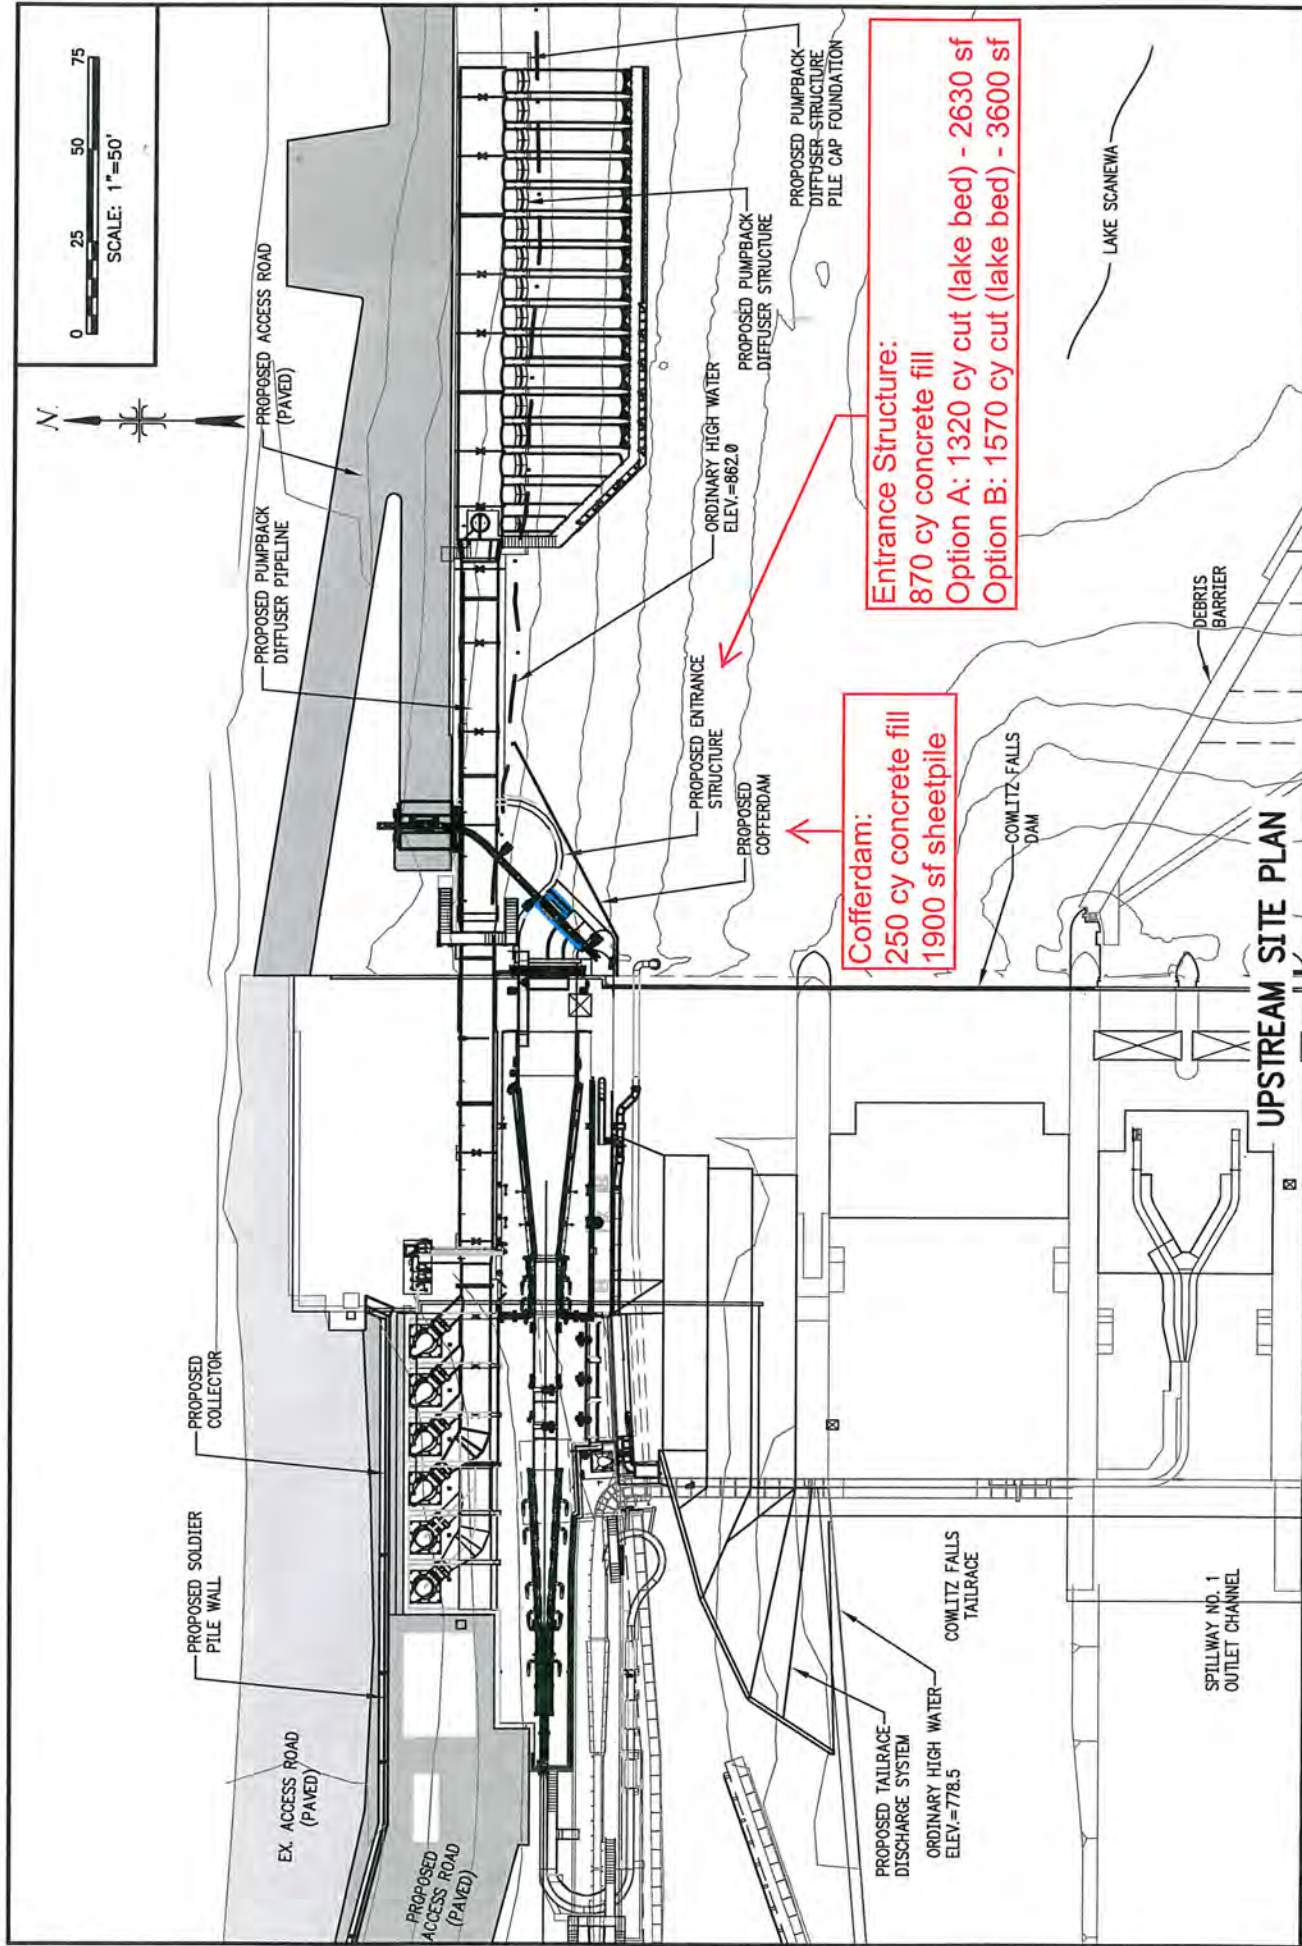 N.
0 25 50 75
SCALE: 1"=50'
PROPOSED SOLDIER
PILE WALL
PROPOSED
COLLECTOR
PROPOSED PUMPBACK
DIFFUSER PIPELINE
PROPOSED ACCESS ROAD
(PAVED)
EX. ACCESS ROAD
(PAVED)
PROPOSED
ACCESS ROAD
(PAVED)
PROPOSED PUMPBACK
DIFFUSER STRUCTURE
PILE CAP FOUNDATION
PROPOSED PUMPBACK
DIFFUSER STRUCTURE
ORDINARY HIGH WATER
ELEV.=862.0
PROPOSED ENTRANCE
STRUCTURE
PROPOSED
COFFERDAM
Entrance Structure:
870 cy concrete fill
Option A: 1320 cy cut (lake bed) - 2630 sf
Option B: 1570 cy cut (lake bed) - 3600 sf
Cofferdam:
250 cy concrete fill
1900 sf sheetpile
LAKE SCANEWA
DEBRIS
BARRIER
COWLITZ FALLS
DAM
PROPOSED TAILRACE
DISCHARGE SYSTEM
ORDINARY HIGH WATER
ELEV.=778.5
COWLITZ FALLS
TAILRACE
SPILLWAY NO. 1
OUTLET CHANNEL
UPSTREAM SITE PLAN